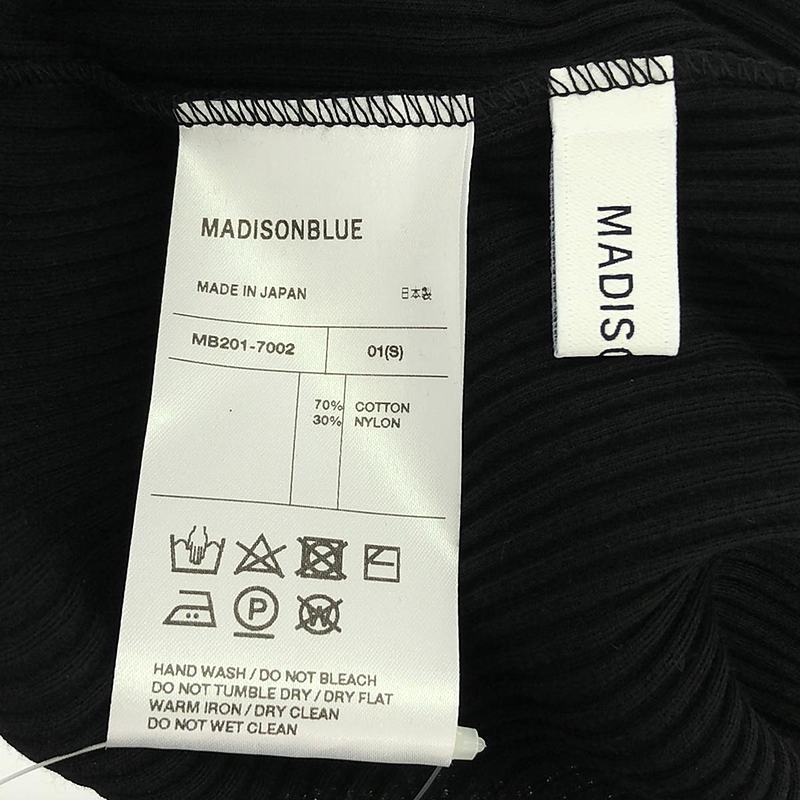 MADISONBLUE
MADE IN JAPAN 日本製
MB201-7002 01(S)
70% COTTON
30% NYLON
P
W
HAND WASH / DO NOT BLEACH
DO NOT TUMBLE DRY / DRY FLAT
WARM IRON / DRY CLEAN
DO NOT WET CLEAN
MADISO